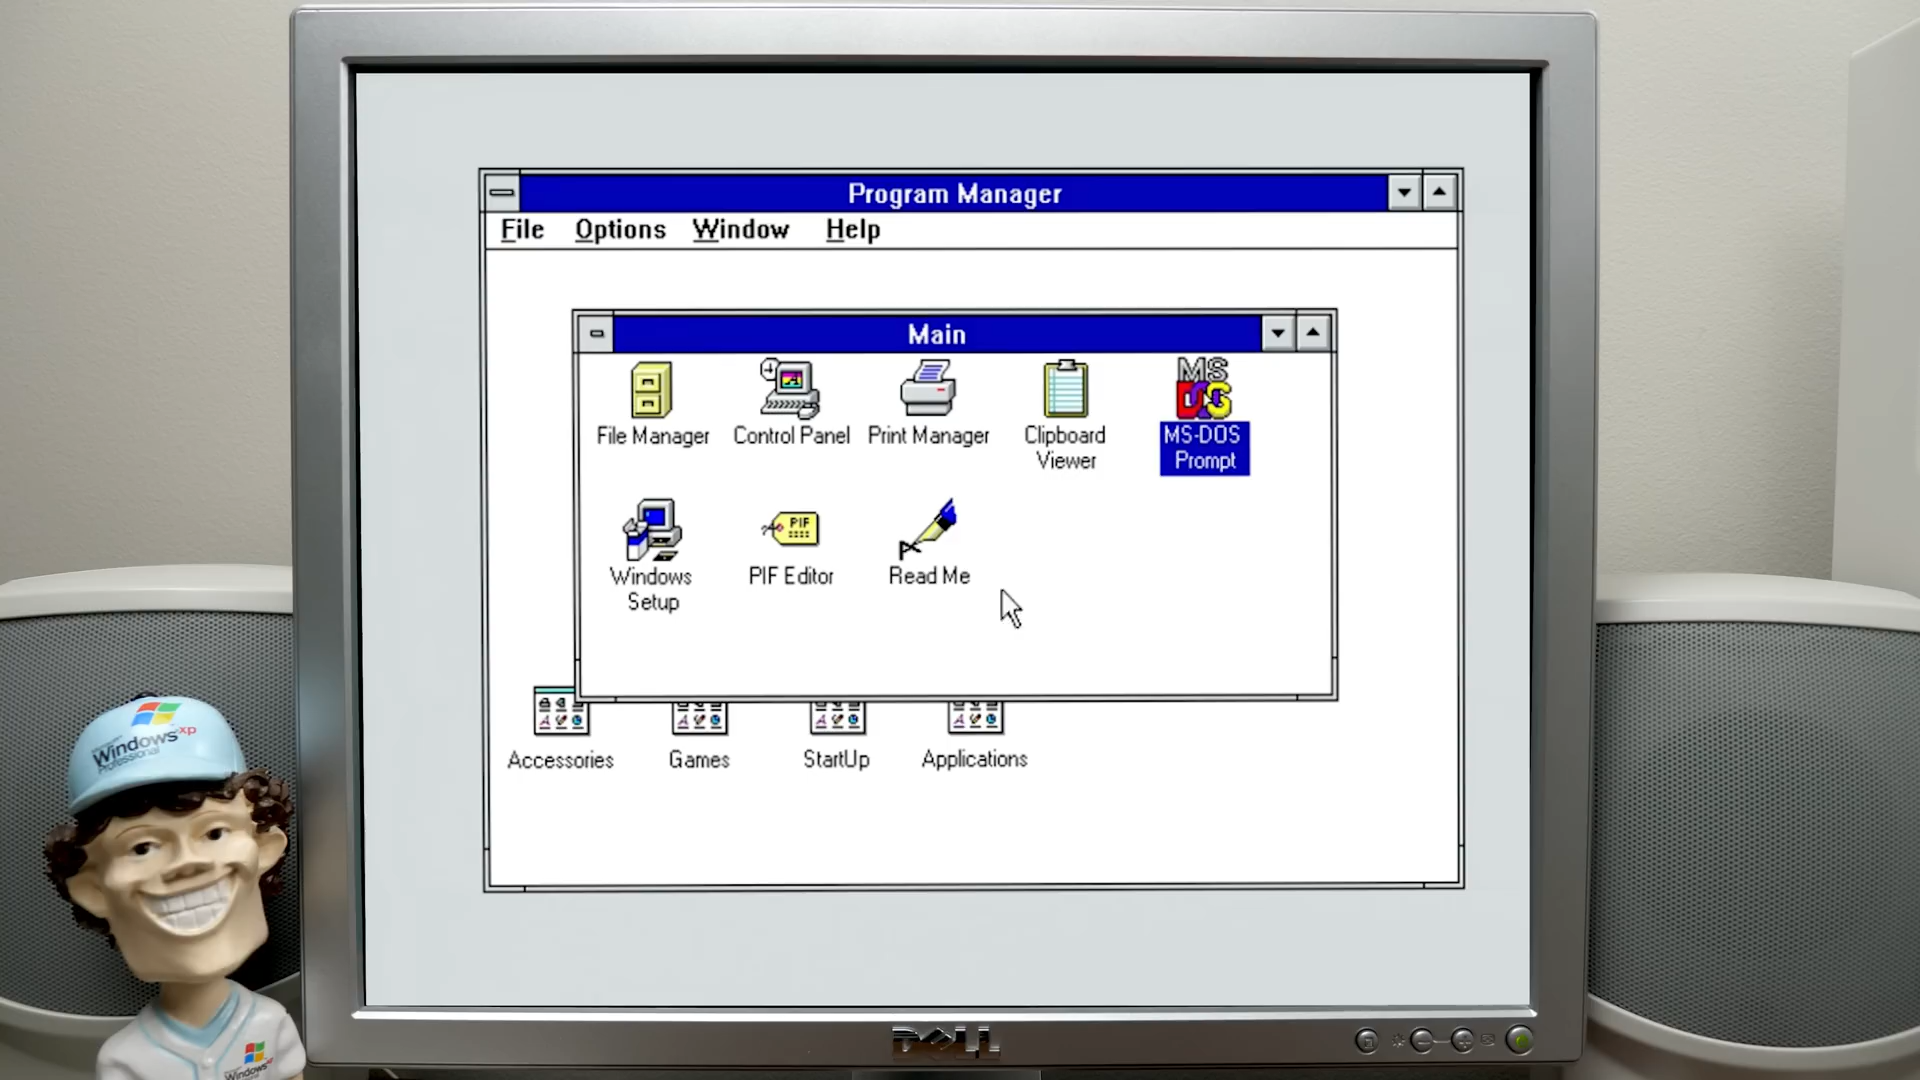 Program Manager
File Options Window Help
Main
File Manager
Control Panel
Print Manager
Clipboard
Viewer
MS
DOS
MS-DOS
Prompt
Windows
Setup
PIF
PIF Editor
Read Me
Accessories
Games
StartUp
Applications
Windows xp
Professional
Windows
DELL